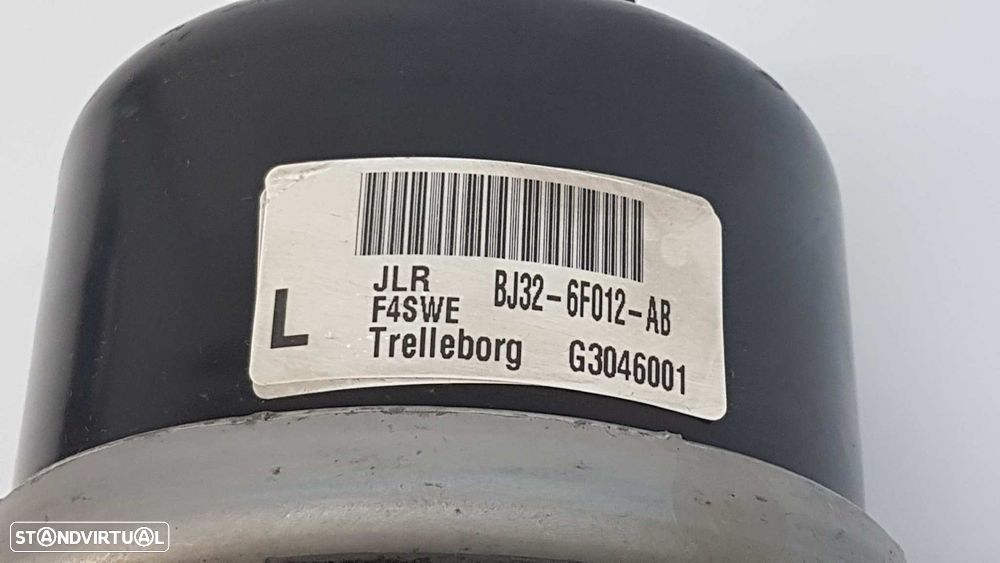 L
JLR BJ32-6F012-AB
F4SWE
Trelleborg G3046001
STANDVIRTUAL